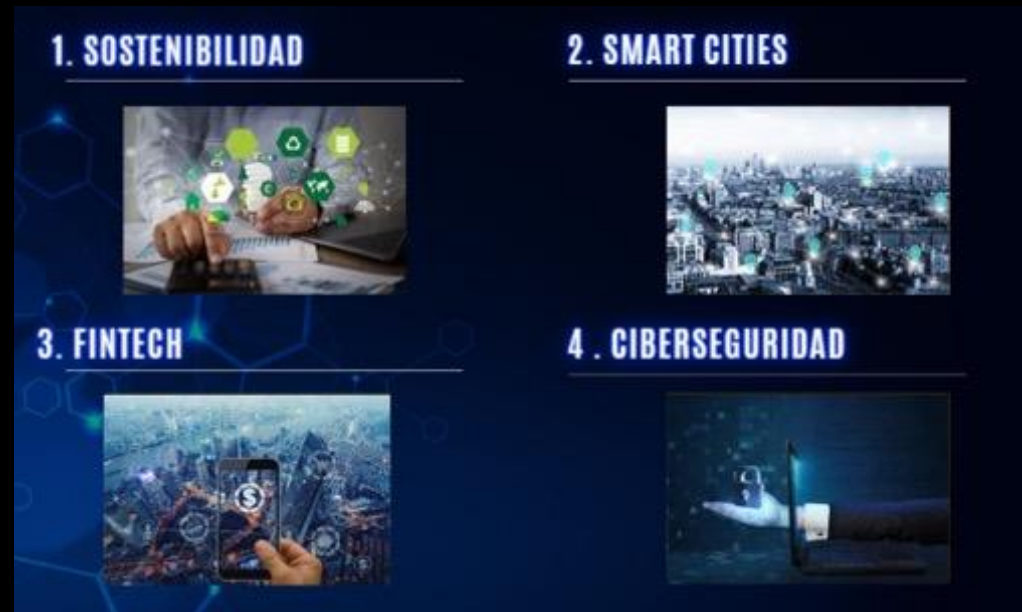 1. SOSTENIBILIDAD
2. SMART CITIES
3. FINTECH
4 . CIBERSEGURIDAD